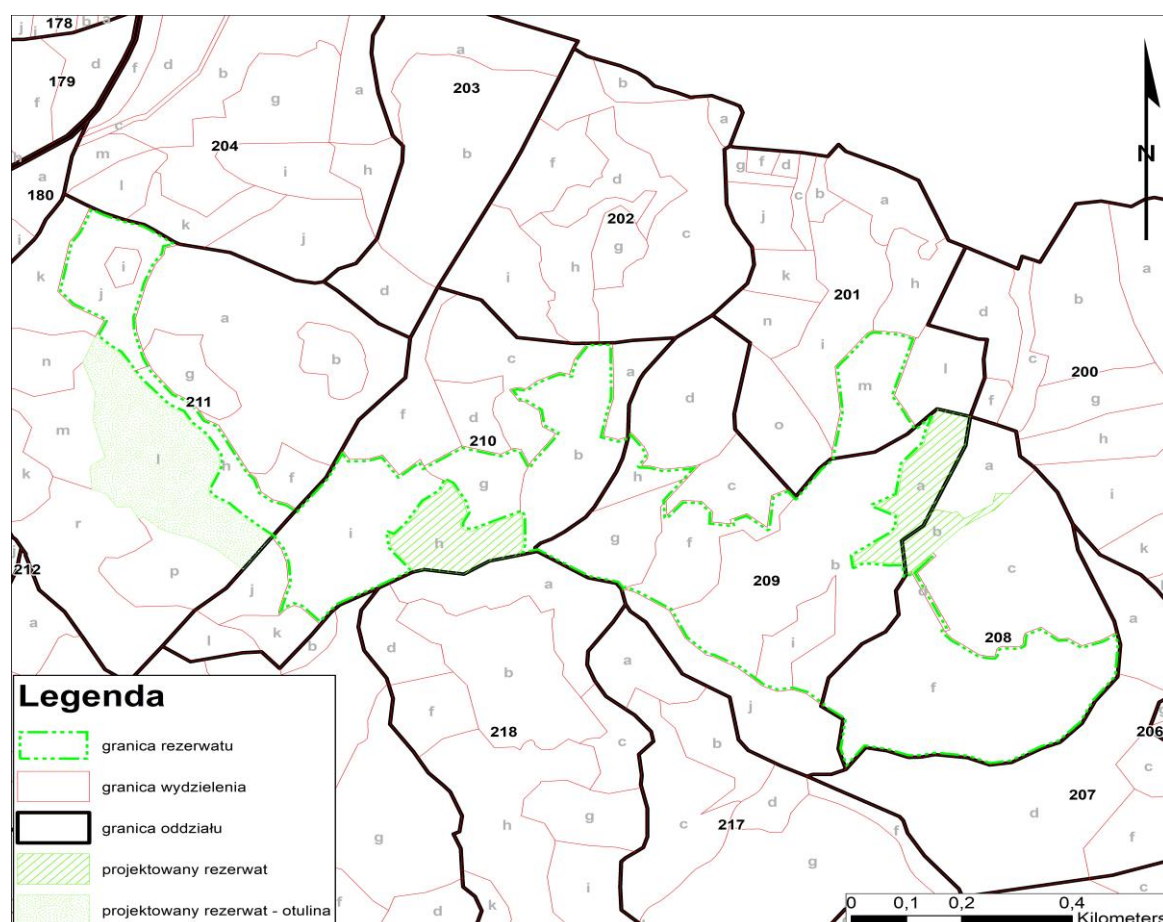 178
j i b a
179
d f d b
a
203
a
g
f
c
204
b
m
a
180
l
i
h
k
j
i
d
b
a
f
d
202
c
g
h
i
g f d
c b a
j
k
h
201
n
i
N
a
d
b
c
200
l
f
g
h
m
o
k
i
j
a
b
g
211
n
m
l
k
h
f
r
p
c
a
d
f
d
210
b
g
h
c
i
h
g
f
209
b
i
a
a
b
c
i
k
212
a
j
k
l
b
a
d
b
f
218
a
c
b
j
208
f
a
206
c
207
d
f
c
g
h
g
i
f
d
k
c
217
d
f
g
Legenda
granica rezerwatu
granica wydzielenia
granica oddziału
projektowany rezerwat
projektowany rezerwat - otulina
0 0,1 0,2 0,4
Kilometers